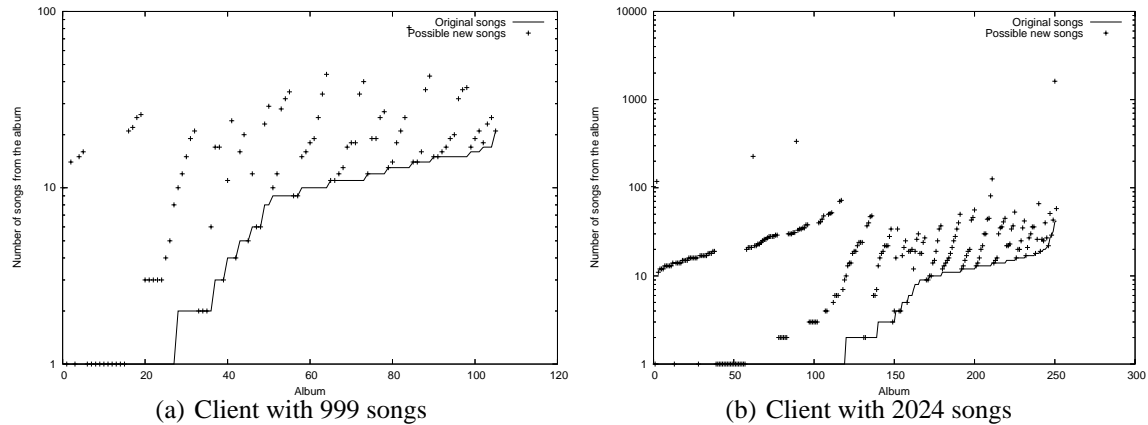 100
10
1
0
20
40
60
80
100
120
Number of songs from the album
Album
Original songs
Possible new songs
(a) Client with 999 songs
10000
1000
100
10
1
0
50
100
150
200
250
300
Number of songs from the album
Album
Original songs
Possible new songs
(b) Client with 2024 songs